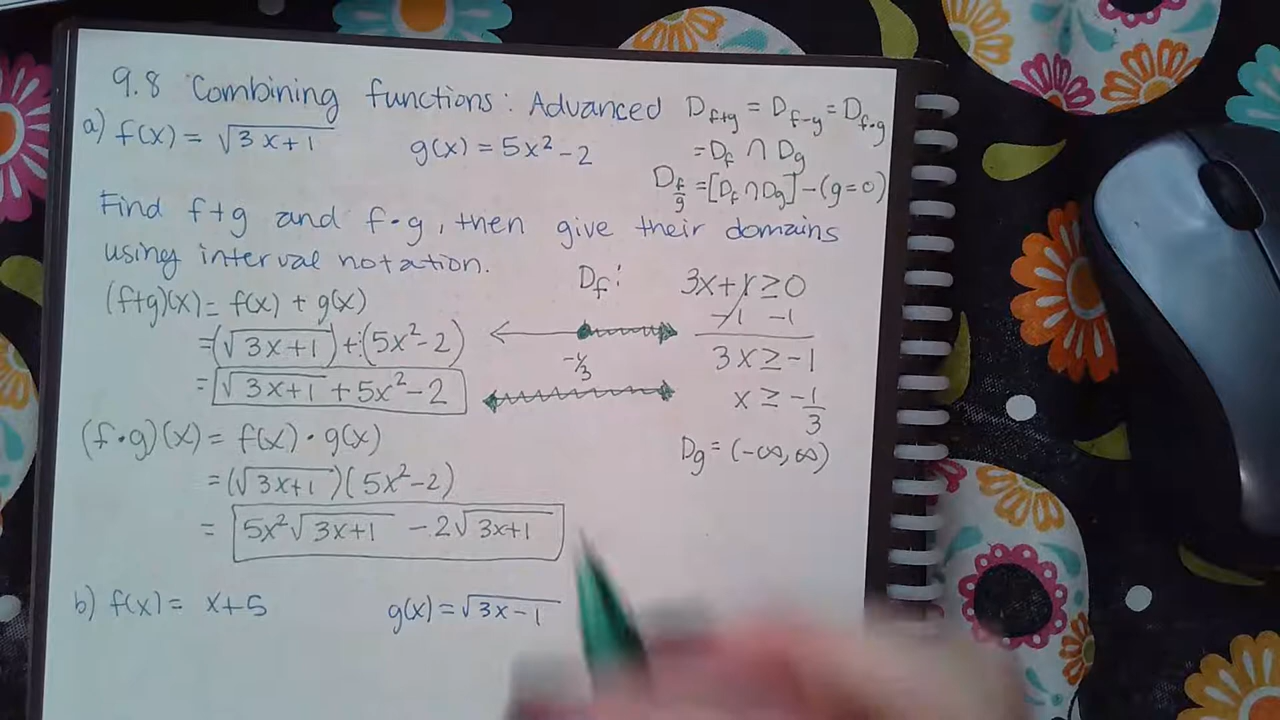 9.8 Combining functions: Advanced
D_{f+g} = D_{f-y} = D_{f•g}
= D_f ∩ D_g
D_{f/g} = [D_f ∩ D_g] - (g=0)
a) f(x) = √(3x+1) g(x) = 5x² - 2
Find f+g and f•g, then give their domains
using interval notation.
(f+g)(x) = f(x) + g(x)
= (√(3x+1)) + (5x² - 2)
= √(3x+1) + 5x² - 2
(f•g)(x) = f(x) • g(x)
= (√(3x+1))(5x² - 2)
= 5x²√(3x+1) - 2√(3x+1)
D_f: 3x+1 ≥ 0
-1 -1
3x ≥ -1
x ≥ -1/3
-1/3
D_g = (-∞, ∞)
b) f(x) = x+5 g(x) = √(3x-1)